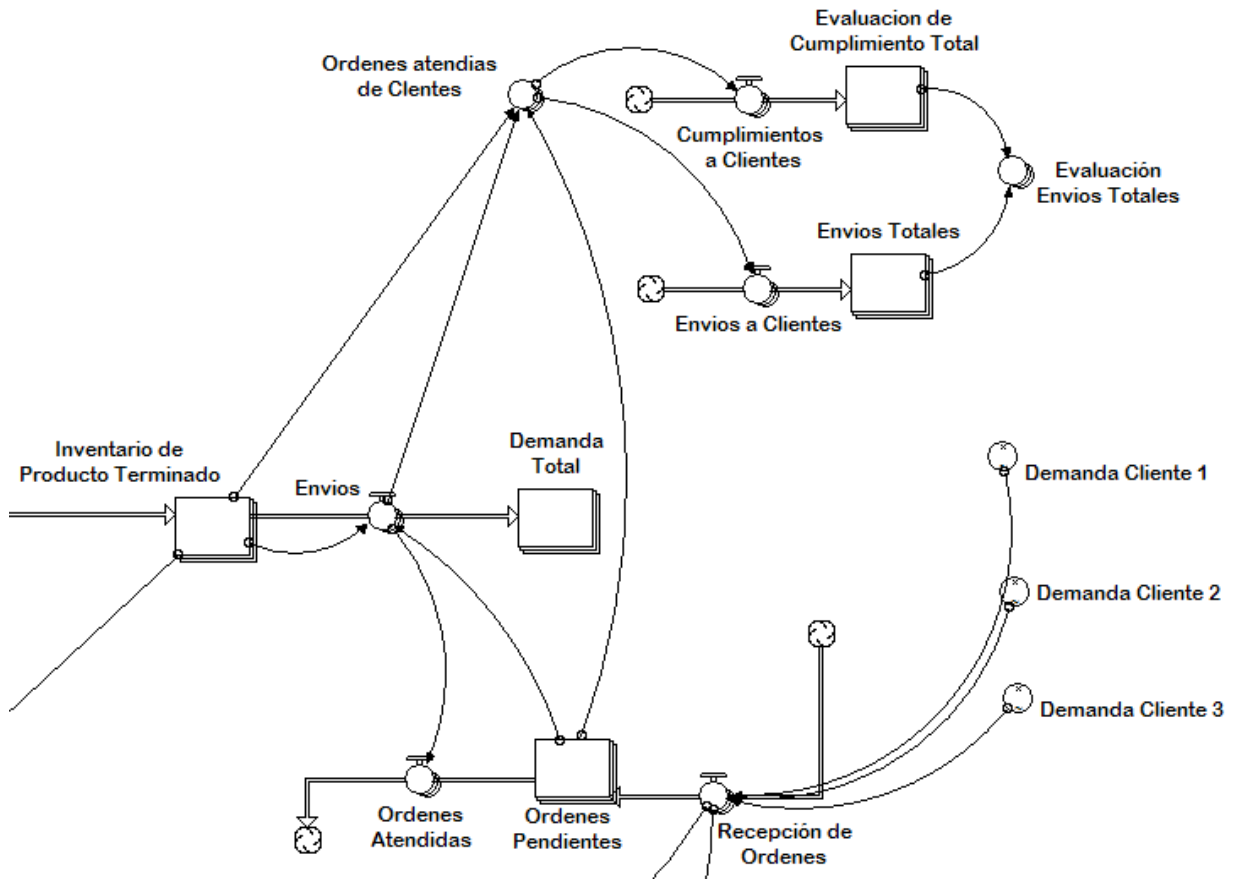 Evaluacion de
Cumplimiento Total
Ordenes atendias
de Clentes
Cumplimientos
a Clientes
Evaluación
Envios Totales
Envios Totales
Envios a Clientes
Inventario de
Producto Terminado
Envios
Demanda
Total
Demanda Cliente 1
Demanda Cliente 2
Demanda Cliente 3
Ordenes
Atendidas
Ordenes
Pendientes
Recepción de
Ordenes